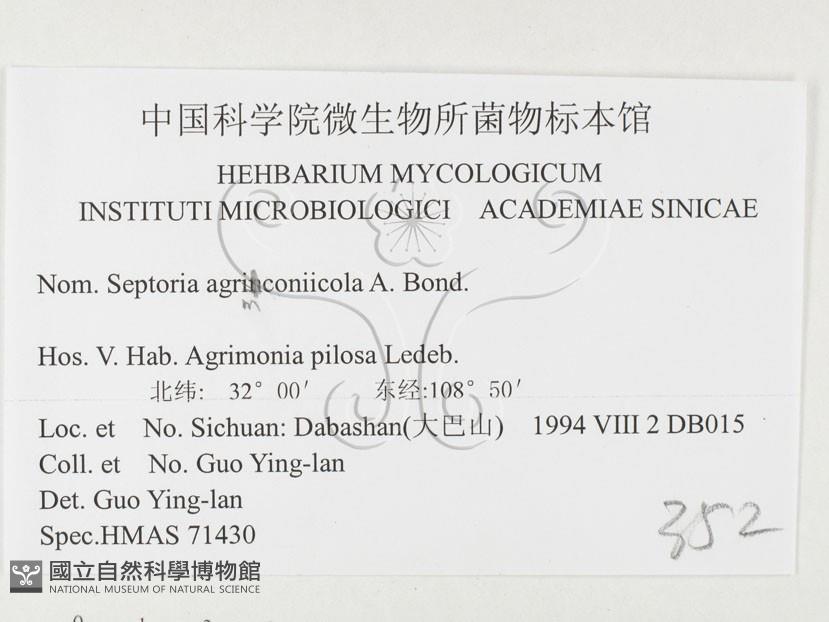 中国科学院微生物所菌物标本馆
HEHBARIUM MYCOLOGICUM
INSTITUTI MICROBIOLOGICI ACADEMIAE SINICAE
Nom. Septoria agrinconiicola A. Bond.
Hos. V. Hab. Agrimonia pilosa Ledeb.
北纬: 32° 00′ 东经:108° 50′
Loc. et No. Sichuan: Dabashan(大巴山) 1994 VIII 2 DB015
Coll. et No. Guo Ying-lan
Det. Guo Ying-lan
Spec.HMAS 71430
352
國立自然科學博物館
NATIONAL MUSEUM OF NATURAL SCIENCE